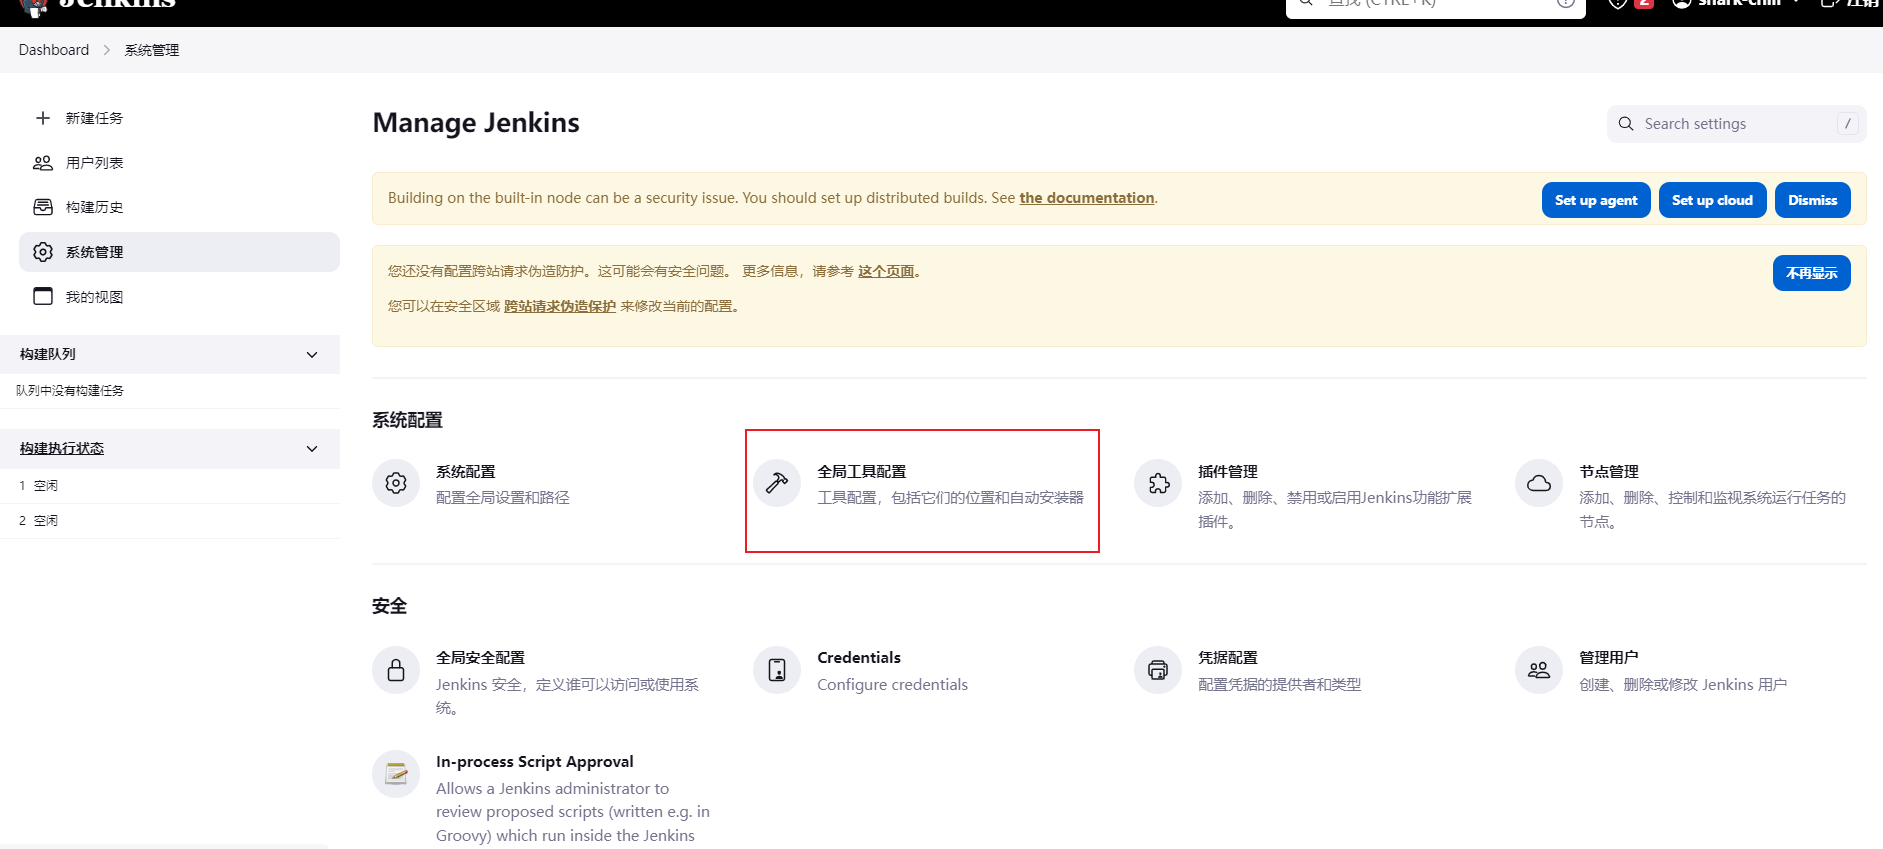 Jenkins
查找 (CTRL+K)
2
shark-chili
注销
Dashboard
系统管理
新建任务
用户列表
构建历史
系统管理
我的视图
构建队列
队列中没有构建任务
构建执行状态
1 空闲
2 空闲
Manage Jenkins
Search settings
/
Building on the built-in node can be a security issue. You should set up distributed builds. See the documentation.
Set up agent
Set up cloud
Dismiss
您还没有配置跨站请求伪造防护。这可能会有安全问题。 更多信息，请参考 这个页面。
不再显示
您可以在安全区域 跨站请求伪造保护 来修改当前的配置。
系统配置
系统配置
配置全局设置和路径
全局工具配置
工具配置，包括它们的位置和自动安装器
插件管理
添加、删除、禁用或启用Jenkins功能扩展
插件。
节点管理
添加、删除、控制和监视系统运行任务的
节点。
安全
全局安全配置
Jenkins 安全，定义谁可以访问或使用系
统。
Credentials
Configure credentials
凭据配置
配置凭据的提供者和类型
管理用户
创建、删除或修改 Jenkins 用户
In-process Script Approval
Allows a Jenkins administrator to
review proposed scripts (written e.g. in
Groovy) which run inside the Jenkins